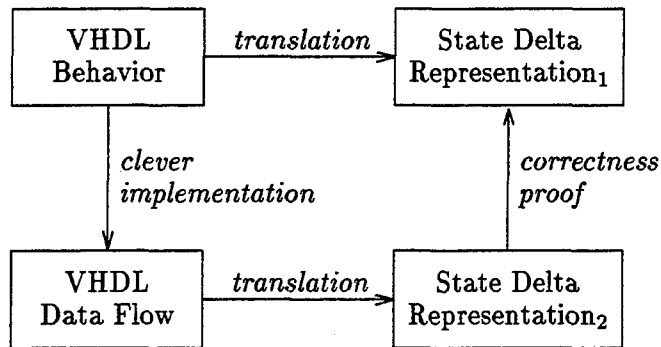 VHDL
Behavior
translation
State Delta
Representation₁
clever
implementation
correctness
proof
VHDL
Data Flow
translation
State Delta
Representation₂